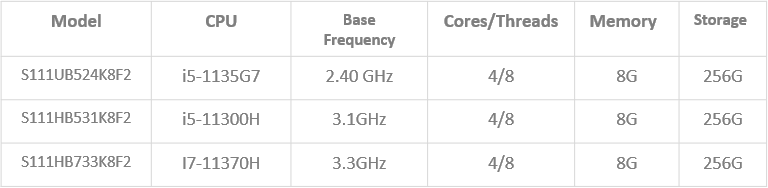 Model CPU Base Frequency Cores/Threads Memory Storage
S111UB524K8F2 i5-1135G7 2.40 GHz 4/8 8G 256G
S111HB531K8F2 i5-11300H 3.1GHz 4/8 8G 256G
S111HB733K8F2 I7-11370H 3.3GHz 4/8 8G 256G